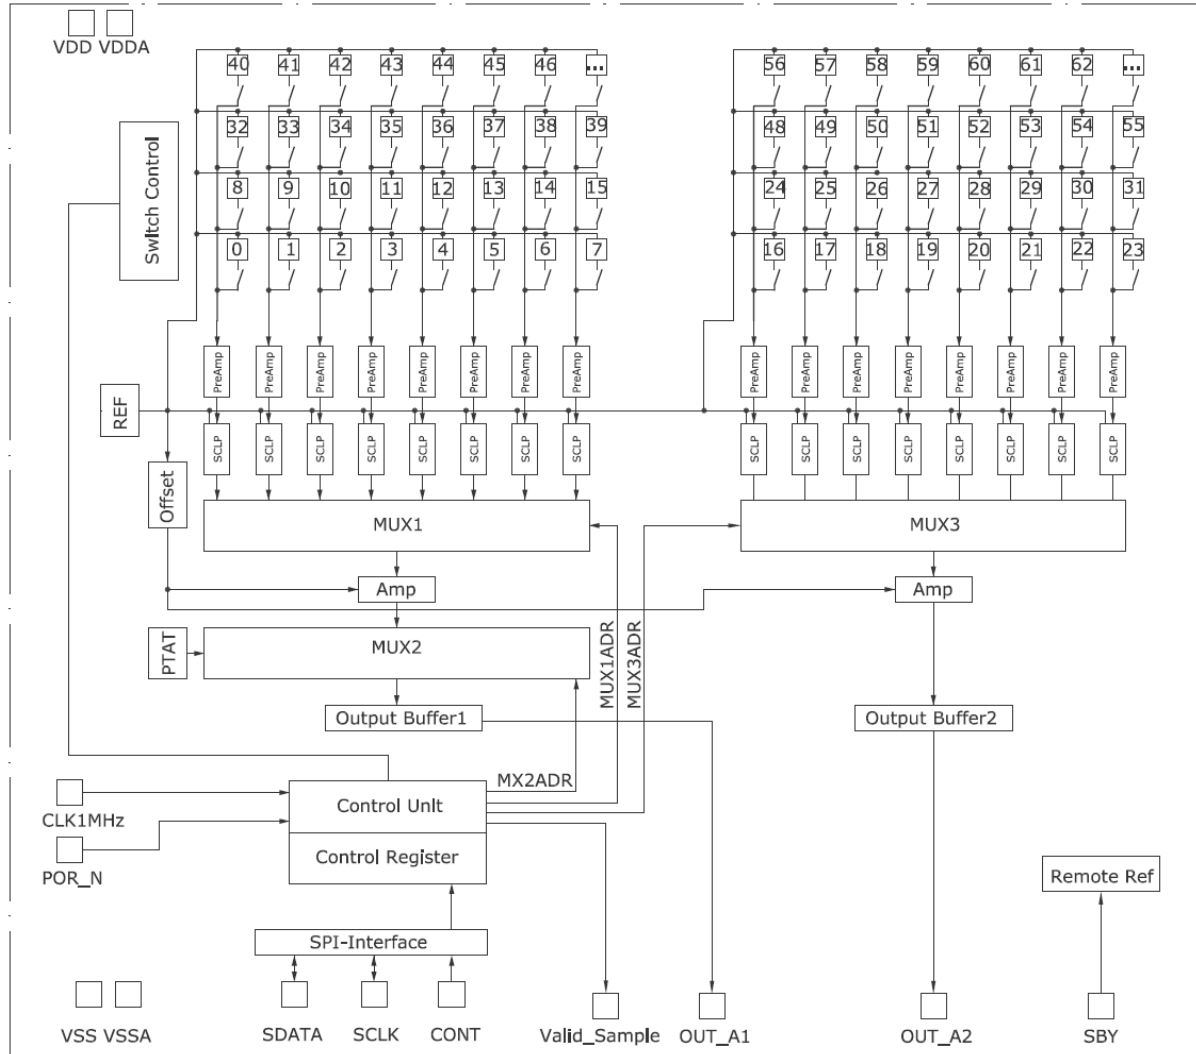 VDD VDDA
40 41 42 43 44 45 46 ...
56 57 58 59 60 61 62 ...
32 33 34 35 36 37 38 39
48 49 50 51 52 53 54 55
Switch Control
8 9 10 11 12 13 14 15
24 25 26 27 28 29 30 31
0 1 2 3 4 5 6 7
16 17 18 19 20 21 22 23
PreAmp PreAmp PreAmp PreAmp PreAmp PreAmp PreAmp PreAmp
PreAmp PreAmp PreAmp PreAmp PreAmp PreAmp PreAmp PreAmp
REF
SCLP SCLP SCLP SCLP SCLP SCLP SCLP SCLP
SCLP SCLP SCLP SCLP SCLP SCLP SCLP SCLP
Offset
MUX1
MUX3
Amp
Amp
PTAT
MUX2
MUX1ADR
MUX3ADR
Output Buffer1
Output Buffer2
MX2ADR
CLK1MHz
Control Unit
POR_N
Control Register
Remote Ref
SPI-Interface
VSS VSSA
SDATA
SCLK
CONT
Valid_Sample
OUT_A1
OUT_A2
SBY